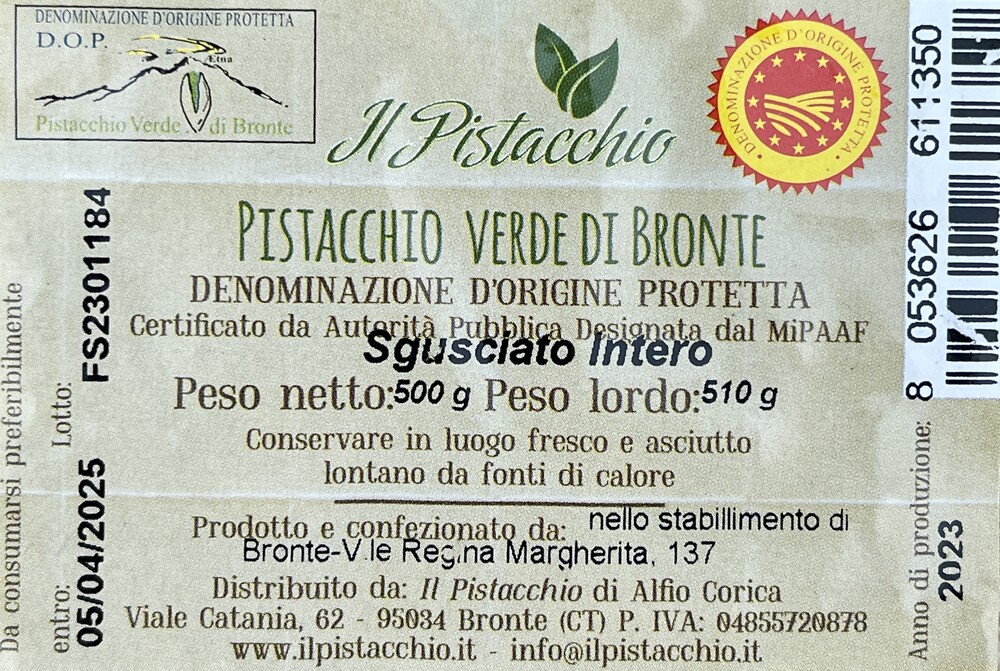 DENOMINAZIONE D'ORIGINE PROTETTA
D.O.P.
Ætna
Pistacchio Verde di Bronte
Il Pistacchio
DENOMINAZIONE D'ORIGINE PROTETTA
PISTACCHIO VERDE DI BRONTE
DENOMINAZIONE D'ORIGINE PROTETTA
Certificato da Autorità Pubblica Designata dal MiPAAF
Sgusciato Intero
Peso netto: 500 g Peso lordo: 510 g
Conservare in luogo fresco e asciutto
lontano da fonti di calore
Prodotto e confezionato da: nello stabillimento di
Bronte-V.le Regina Margherita, 137
Distribuito da: Il Pistacchio di Alfio Corica
Viale Catania, 62 - 95034 Bronte (CT) P. IVA: 04855720878
www.ilpistacchio.it - info@ilpistacchio.it
Da consumarsi preferibilmente
entro: 05/04/2025
Lotto: FS2301184
8 053626 611350
Anno di produzione:
2023